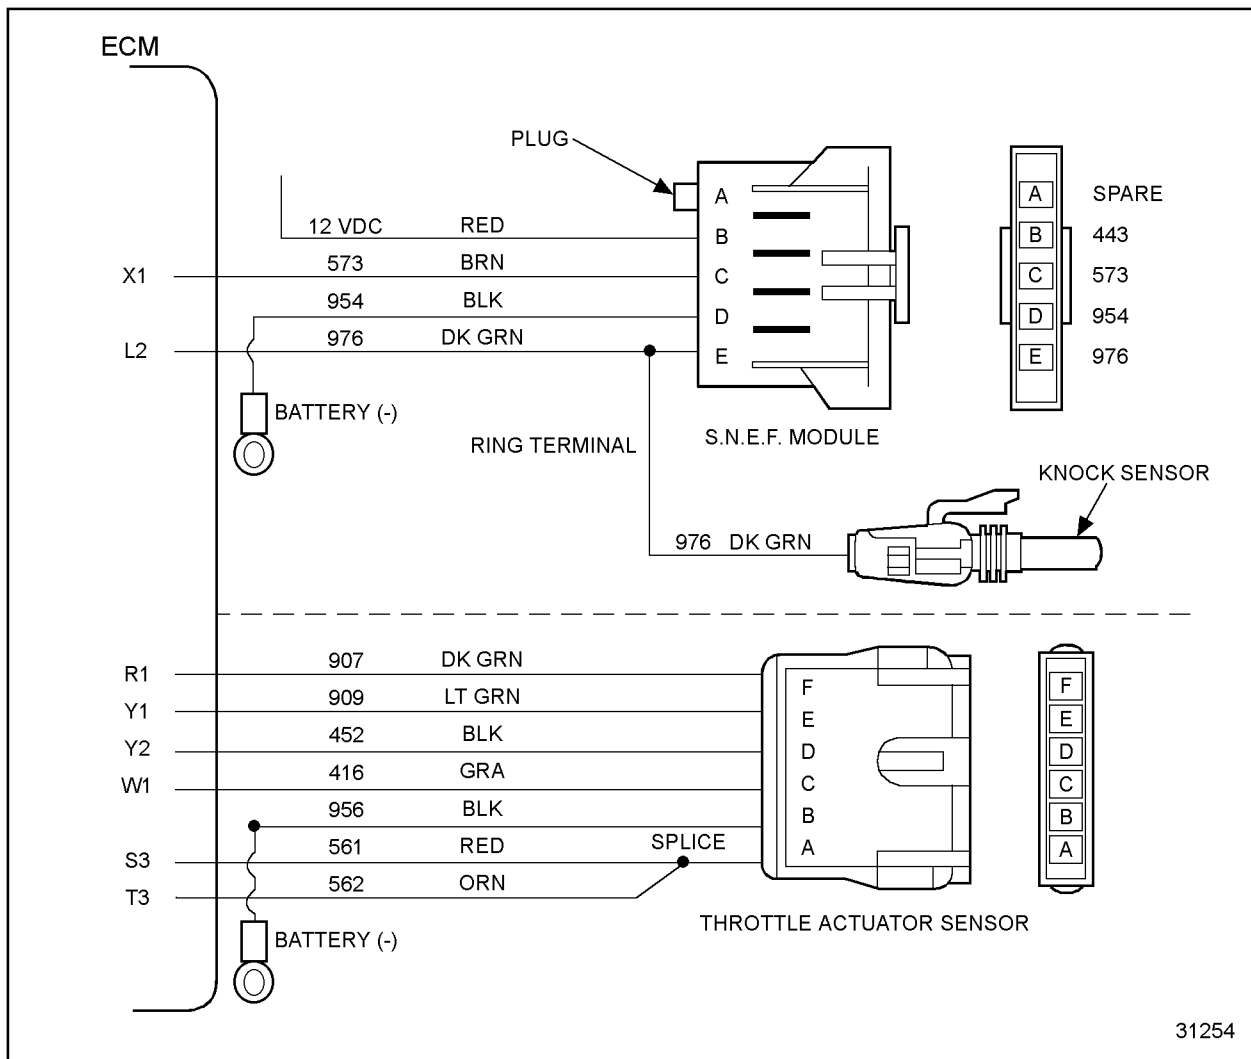 ECM
PLUG
A
12 VDC RED B
X1 573 BRN C
954 BLK D
L2 976 DK GRN E
BATTERY (-)
RING TERMINAL
S.N.E.F. MODULE
A SPARE
B 443
C 573
D 954
E 976
KNOCK SENSOR
976 DK GRN
R1 907 DK GRN F
Y1 909 LT GRN E
Y2 452 BLK D
W1 416 GRA C
956 BLK B
S3 561 RED SPLICE A
T3 562 ORN
BATTERY (-)
THROTTLE ACTUATOR SENSOR
F
E
D
C
B
A
31254